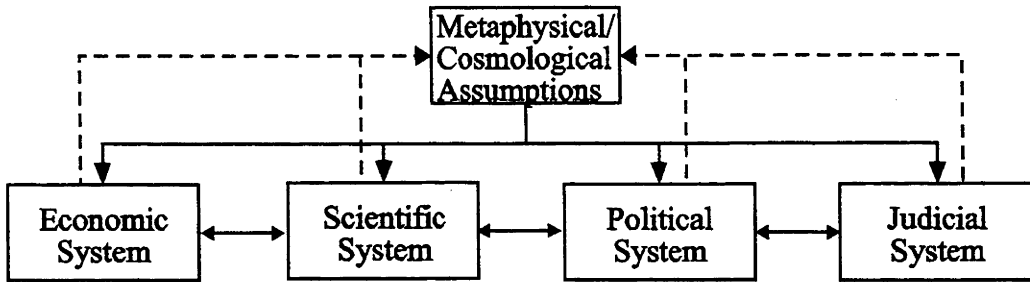 Metaphysical/
Cosmological
Assumptions
Economic
System
Scientific
System
Political
System
Judicial
System